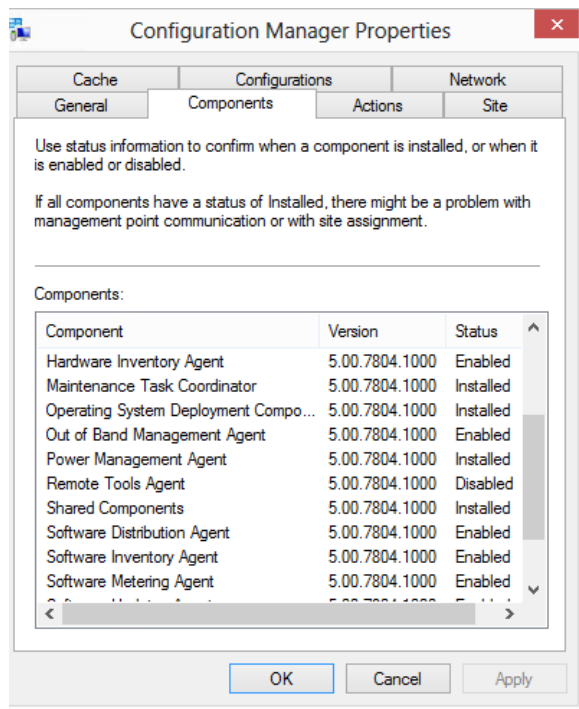 Configuration Manager Properties
Cache Configurations Network
General Components Actions Site
Use status information to confirm when a component is installed, or when it
is enabled or disabled.
If all components have a status of Installed, there might be a problem with
management point communication or with site assignment.
Components:
Component Version Status
Hardware Inventory Agent 5.00.7804.1000 Enabled
Maintenance Task Coordinator 5.00.7804.1000 Installed
Operating System Deployment Compo... 5.00.7804.1000 Installed
Out of Band Management Agent 5.00.7804.1000 Enabled
Power Management Agent 5.00.7804.1000 Installed
Remote Tools Agent 5.00.7804.1000 Disabled
Shared Components 5.00.7804.1000 Installed
Software Distribution Agent 5.00.7804.1000 Enabled
Software Inventory Agent 5.00.7804.1000 Enabled
Software Metering Agent 5.00.7804.1000 Enabled
OK Cancel Apply